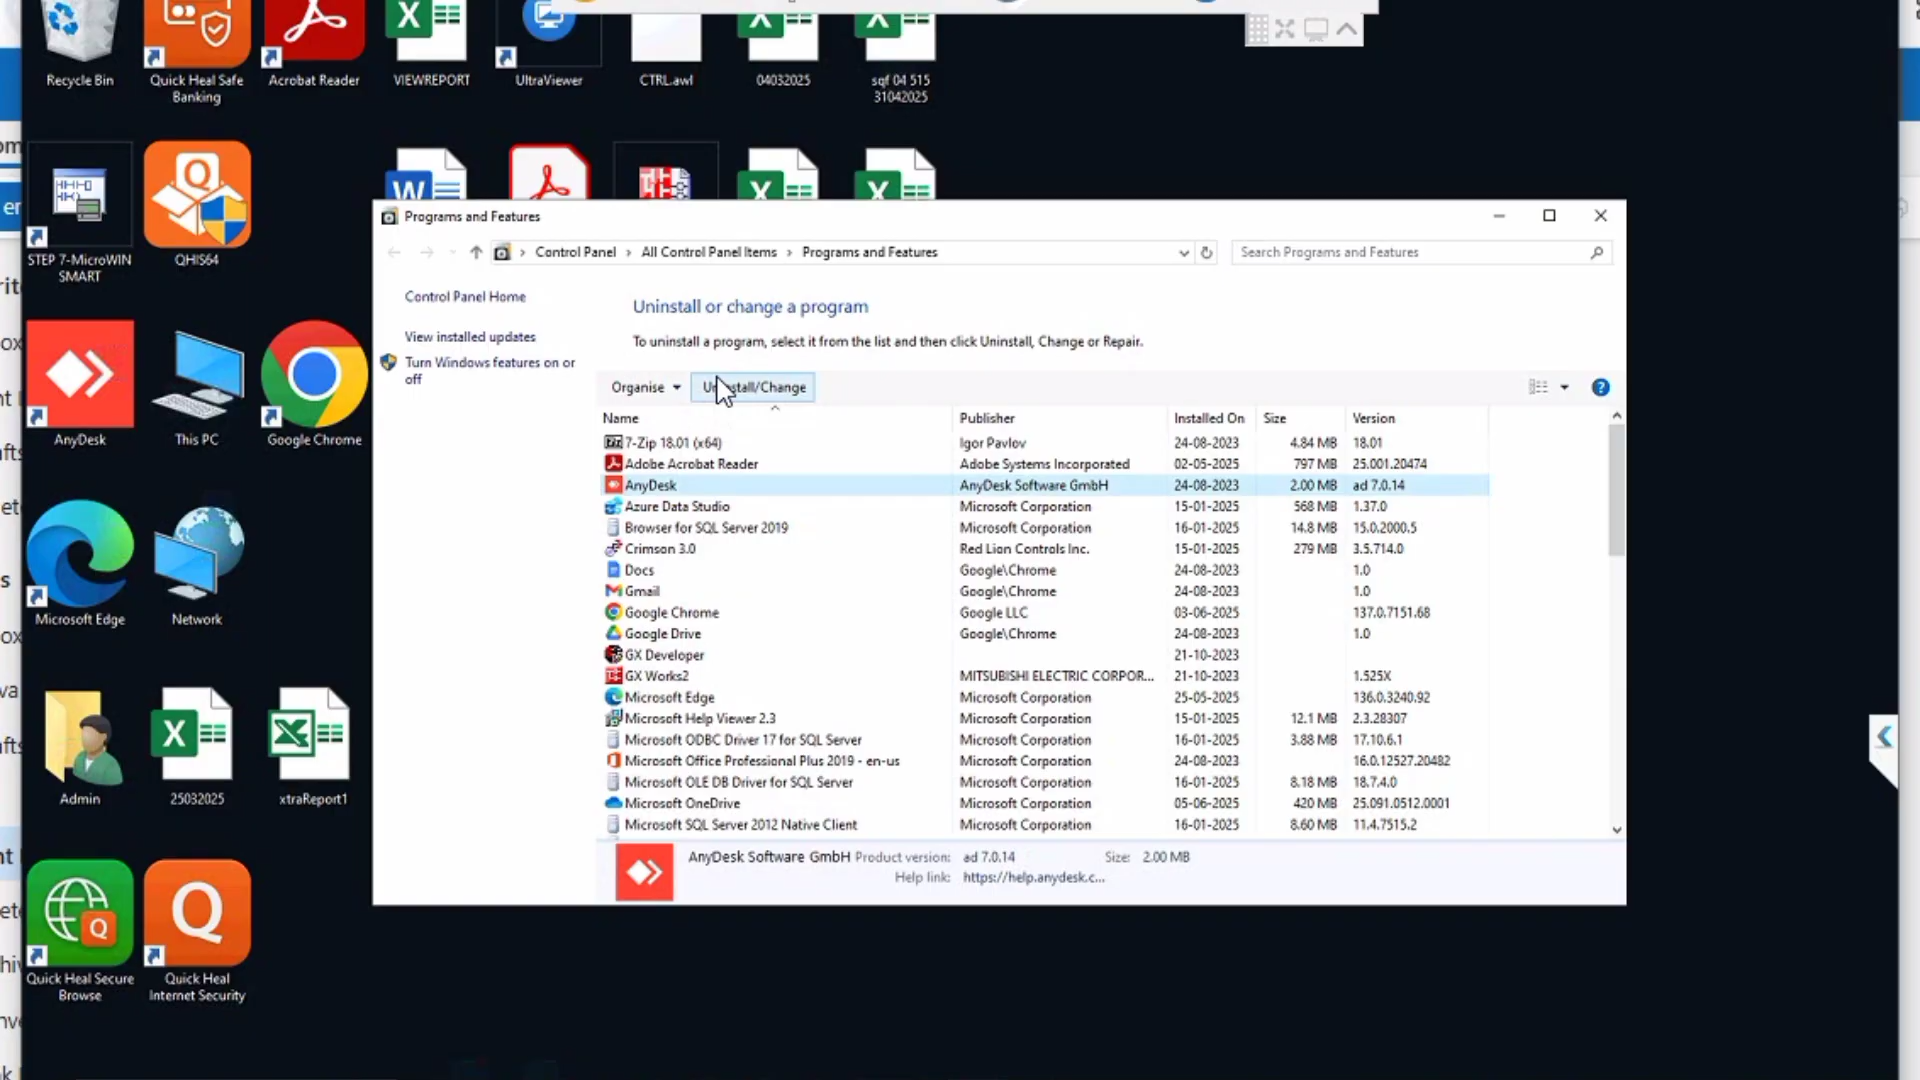 Recycle Bin
Quick Heal Safe
Banking
Acrobat Reader
VIEWREPORT
UltraViewer
CTRL.awl
04032025
sqf 04 515
31042025
STEP 7-MicroWIN
SMART
QHIS64
AnyDesk
This PC
Google Chrome
Microsoft Edge
Network
Admin
25032025
xtraReport1
Quick Heal Secure
Browse
Quick Heal
Internet Security
Programs and Features
Control Panel > All Control Panel Items > Programs and Features
Search Programs and Features
Control Panel Home
View installed updates
Turn Windows features on or
off
Uninstall or change a program
To uninstall a program, select it from the list and then click Uninstall, Change or Repair.
Organise
Uninstall/Change
Name Publisher Installed On Size Version
7-Zip 18.01 (x64) Igor Pavlov 24-08-2023 4.84 MB 18.01
Adobe Acrobat Reader Adobe Systems Incorporated 02-05-2025 797 MB 25.001.20474
AnyDesk AnyDesk Software GmbH 24-08-2023 2.00 MB ad 7.0.14
Azure Data Studio Microsoft Corporation 15-01-2025 568 MB 1.37.0
Browser for SQL Server 2019 Microsoft Corporation 16-01-2025 14.8 MB 15.0.2000.5
Crimson 3.0 Red Lion Controls Inc. 15-01-2025 279 MB 3.5.714.0
Docs Google\Chrome 24-08-2023 1.0
Gmail Google\Chrome 24-08-2023 1.0
Google Chrome Google LLC 03-06-2025 137.0.7151.68
Google Drive Google\Chrome 24-08-2023 1.0
GX Developer 21-10-2023
GX Works2 MITSUBISHI ELECTRIC CORPOR... 21-10-2023 1.525X
Microsoft Edge Microsoft Corporation 25-05-2025 136.0.3240.92
Microsoft Help Viewer 2.3 Microsoft Corporation 15-01-2025 12.1 MB 2.3.28307
Microsoft ODBC Driver 17 for SQL Server Microsoft Corporation 16-01-2025 3.88 MB 17.10.6.1
Microsoft Office Professional Plus 2019 - en-us Microsoft Corporation 24-08-2023 16.0.12527.20482
Microsoft OLE DB Driver for SQL Server Microsoft Corporation 16-01-2025 8.18 MB 18.7.4.0
Microsoft OneDrive Microsoft Corporation 05-06-2025 420 MB 25.091.0512.0001
Microsoft SQL Server 2012 Native Client Microsoft Corporation 16-01-2025 8.60 MB 11.4.7515.2
AnyDesk Software GmbH Product version: ad 7.0.14 Size: 2.00 MB
Help link: https://help.anydesk.c...